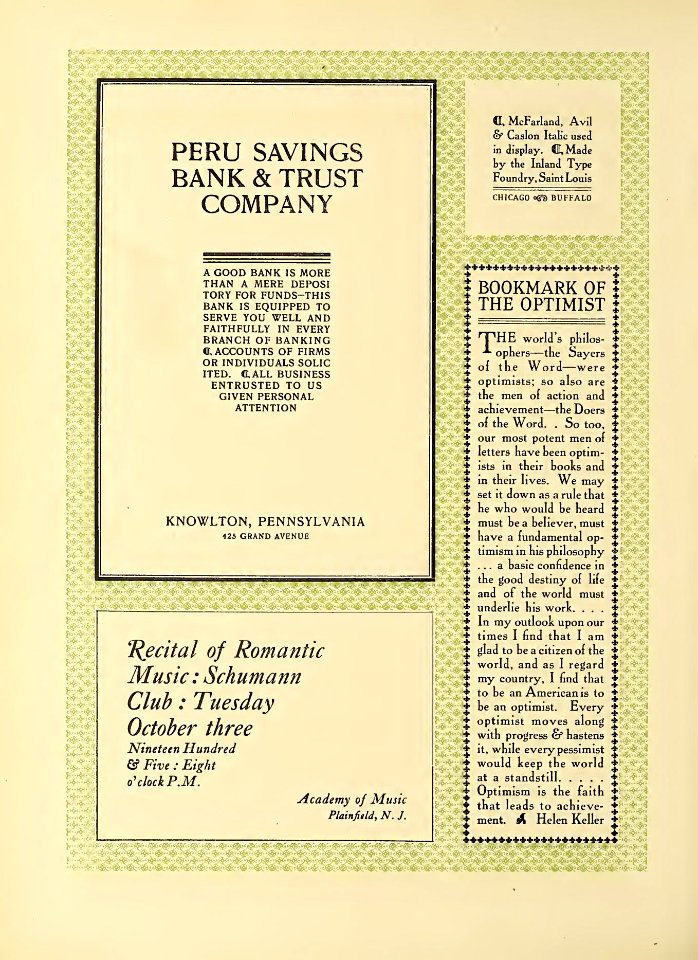 PERU SAVINGS
BANK & TRUST
COMPANY
A GOOD BANK IS MORE
THAN A MERE DEPOSI
TORY FOR FUNDS—THIS
BANK IS EQUIPPED TO
SERVE YOU WELL AND
FAITHFULLY IN EVERY
BRANCH OF BANKING
ACCOUNTS OF FIRMS
OR INDIVIDUALS SOLIC
ITED. ALL BUSINESS
ENTRUSTED TO US
GIVEN PERSONAL
ATTENTION
KNOWLTON, PENNSYLVANIA
425 GRAND AVENUE
Recital of Romantic
Music : Schumann
Club : Tuesday
October three
Nineteen Hundred
& Five : Eight
o'clock P.M.
Academy of Music
Plainfield, N. J.
McFarland, Avil
& Caslon Italic used
in display. Made
by the Inland Type
Foundry, Saint Louis
CHICAGO BUFFALO
BOOKMARK OF
THE OPTIMIST
THE world's philos-
ophers—the Sayers
of the Word—were
optimists; so also are
the men of action and
achievement—the Doers
of the Word. . So too,
our most potent men of
letters have been optim-
ists in their books and
in their lives. We may
set it down as a rule that
he who would be heard
must be a believer, must
have a fundamental op-
timism in his philosophy
. . . a basic confidence in
the good destiny of life
and of the world must
underlie his work. . . .
In my outlook upon our
times I find that I am
glad to be a citizen of the
world, and as I regard
my country, I find that
to be an American is to
be an optimist. Every
optimist moves along
with progress & hastens
it, while every pessimist
would keep the world
at a standstill. . . . .
Optimism is the faith
that leads to achieve-
ment. Helen Keller